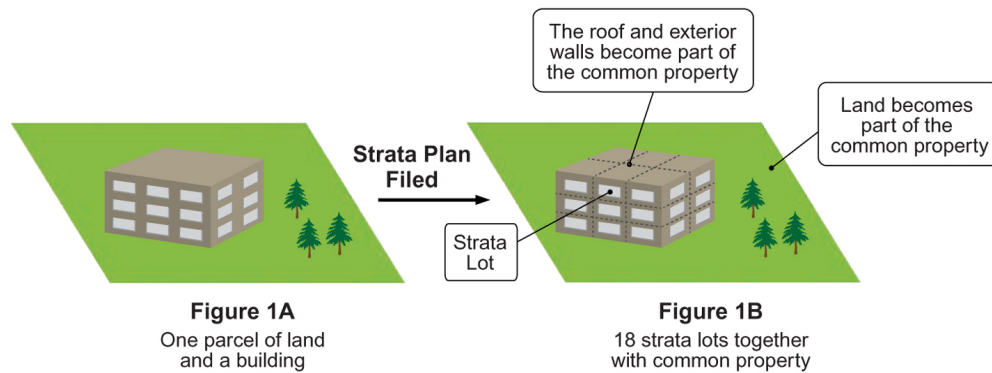 The roof and exterior
walls become part of
the common property
Land becomes
part of the
common property
Strata Plan
Filed
Strata
Lot
Figure 1A
One parcel of land
and a building
Figure 1B
18 strata lots together
with common property